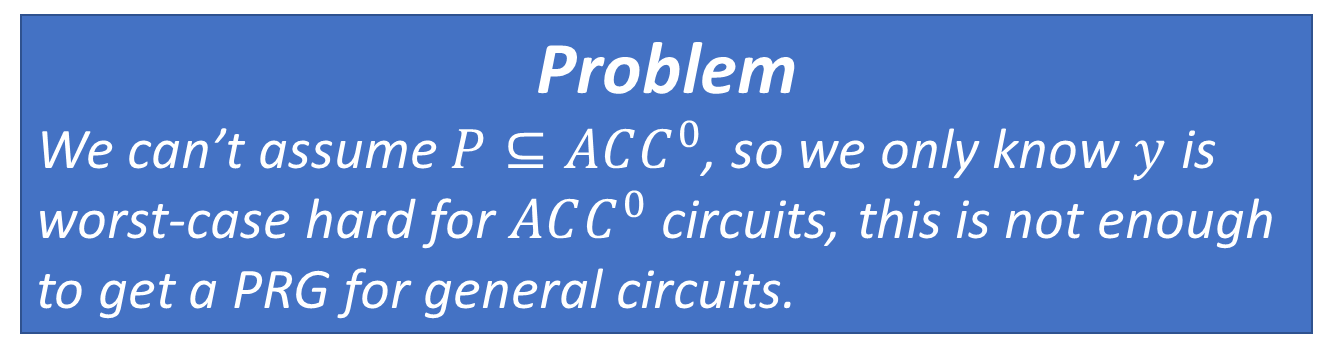 Problem
We can’t assume P ⊆ ACC⁰, so we only know y is
worst-case hard for ACC⁰ circuits, this is not enough
to get a PRG for general circuits.